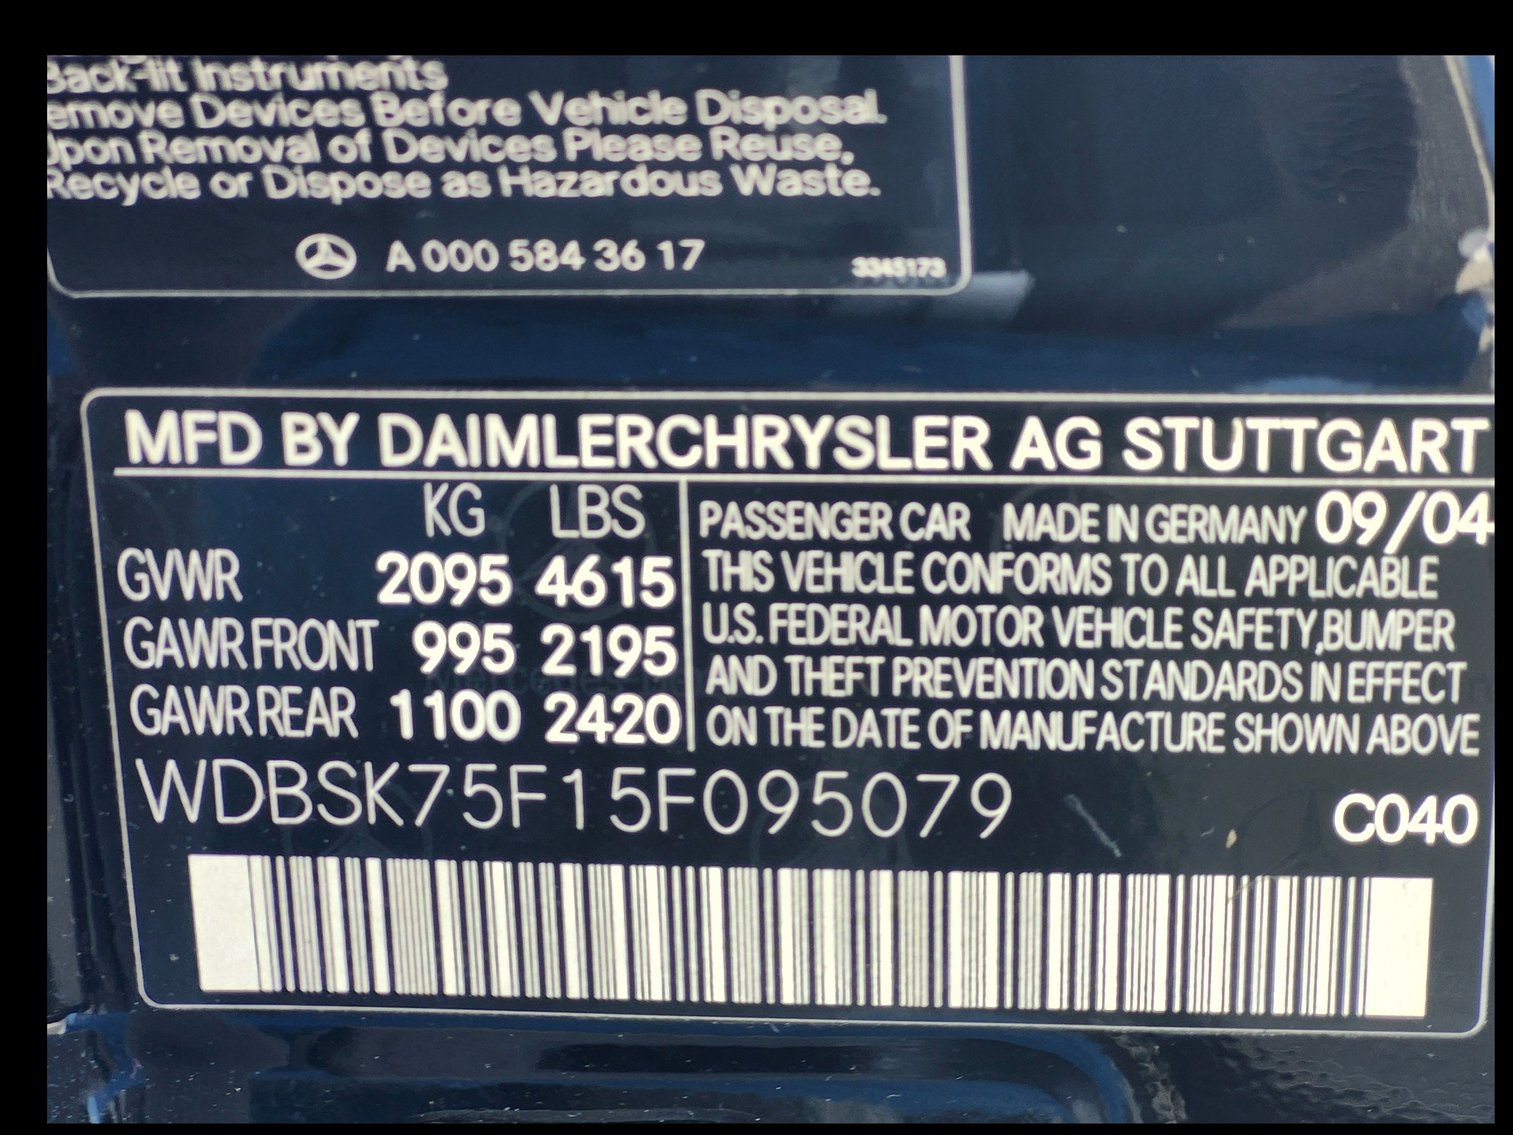 Back-lit Instruments
emove Devices Before Vehicle Disposal.
Upon Removal of Devices Please Reuse,
Recycle or Dispose as Hazardous Waste.
A 000 584 36 17 3345173
MFD BY DAIMLERCHRYSLER AG STUTTGART
KG LBS
GVWR 2095 4615
GAWR FRONT 995 2195
GAWR REAR 1100 2420
PASSENGER CAR MADE IN GERMANY 09/04
THIS VEHICLE CONFORMS TO ALL APPLICABLE
U.S. FEDERAL MOTOR VEHICLE SAFETY,BUMPER
AND THEFT PREVENTION STANDARDS IN EFFECT
ON THE DATE OF MANUFACTURE SHOWN ABOVE
WDBSK75F15F095079
C040